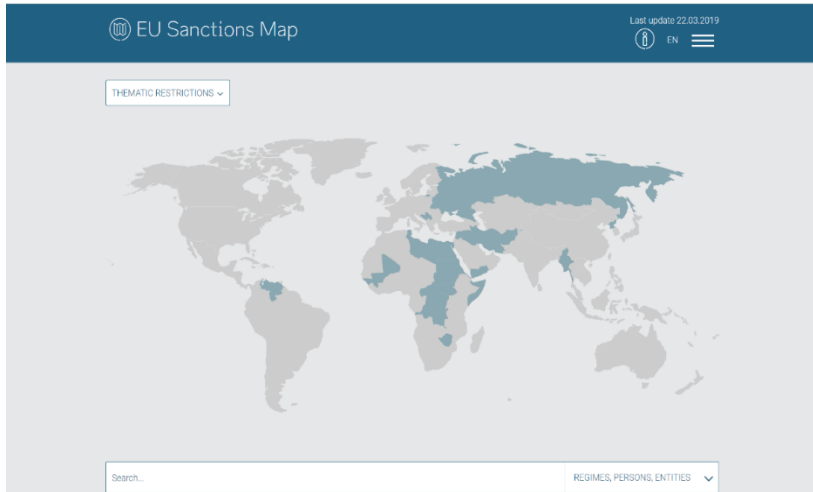 EU Sanctions Map
Last update 22.03.2019
EN
THEMATIC RESTRICTIONS
Search...
REGIMES, PERSONS, ENTITIES